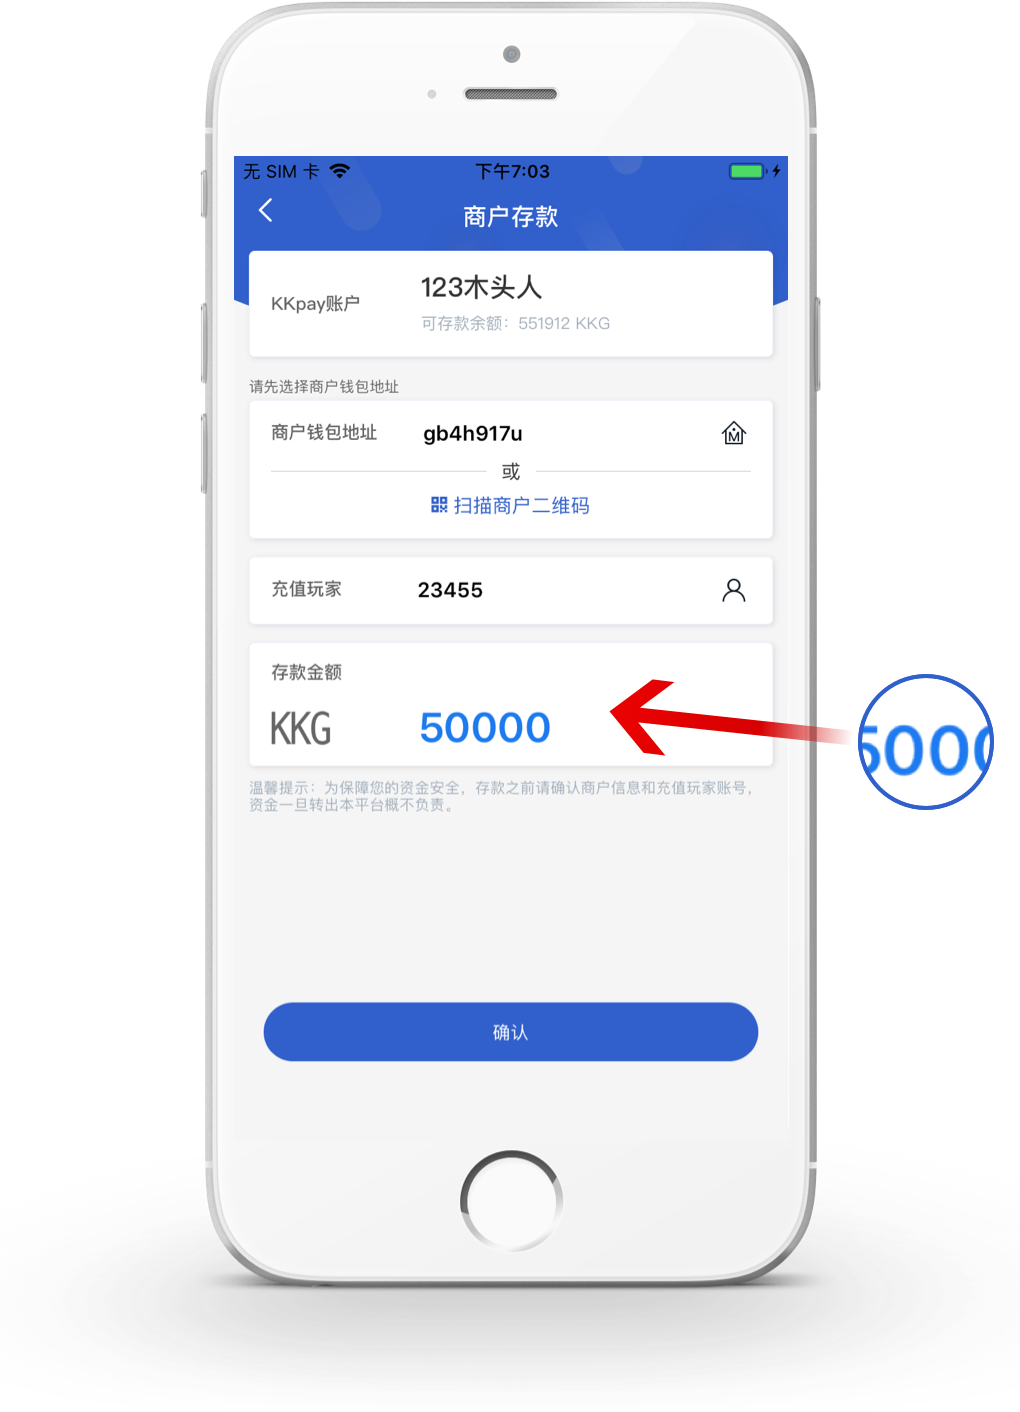 无 SIM 卡 下午7:03
商户存款
KKpay账户 123木头人
可存款余额：551912 KKG
请先选择商户钱包地址
商户钱包地址 gb4h917u
M
或
扫描商户二维码
充值玩家 23455
存款金额
KKG 50000
5000
温馨提示：为保障您的资金安全，存款之前请确认商户信息和充值玩家账号，
资金一旦转出本平台概不负责。
确认